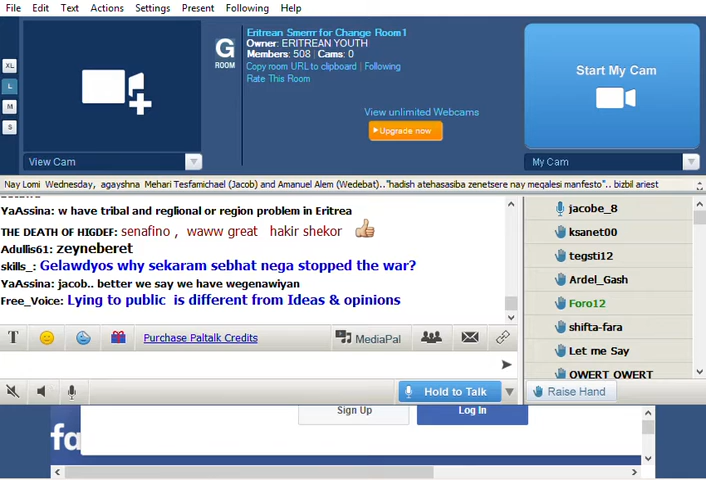 File Edit Text Actions Settings Present Following Help
XL
L
M
S
View Cam
G
ROOM
Eritrean Smerrr for Change Room1
Owner: ERITREAN YOUTH
Members: 508 | Cams: 0
Copy room URL to clipboard | Following
Rate This Room
View unlimited Webcams
Upgrade now
Start My Cam
My Cam
Nay Lomi Wednesday, agayshna Mehari Tesfamichael (Jacob) and Amanuel Alem (Wedebat).."hadish atehasasiba zenetsere nay meqalesi manfesto".. bizbil ariest
YaAssina: w have tribal and reglional or region problem in Eritrea
THE DEATH OF HIGDEF: senafino , waww great hakir shekor
Adullis61: zeyneberet
skills_: Gelawdyos why sekaram sebhat nega stopped the war?
YaAssina: jacob.. better we say we have wegenawiyan
Free_Voice: Lying to public is different from Ideas & opinions
jacobe_8
ksanet00
tegsti12
Ardel_Gash
Foro12
shifta-fara
Let me Say
OWERT OWERT
T
Purchase Paltalk Credits
MediaPal
Hold to Talk
Raise Hand
Sign Up
Log In
fa